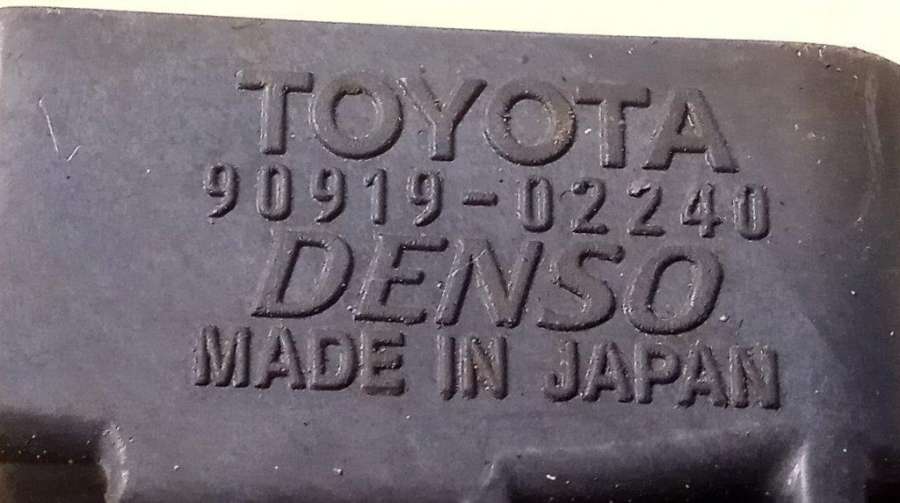 TOYOTA
90919-02240
DENSO
MADE IN JAPAN